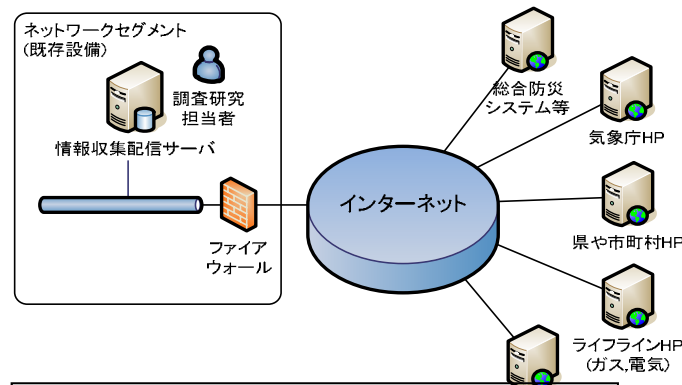 ネットワークセグメント
(既存設備)
調査研究
担当者
情報収集配信サーバ
ファイア
ウォール
インターネット
総合防災
システム等
気象庁HP
県や市町村HP
ライフラインHP
(ガス,電気)